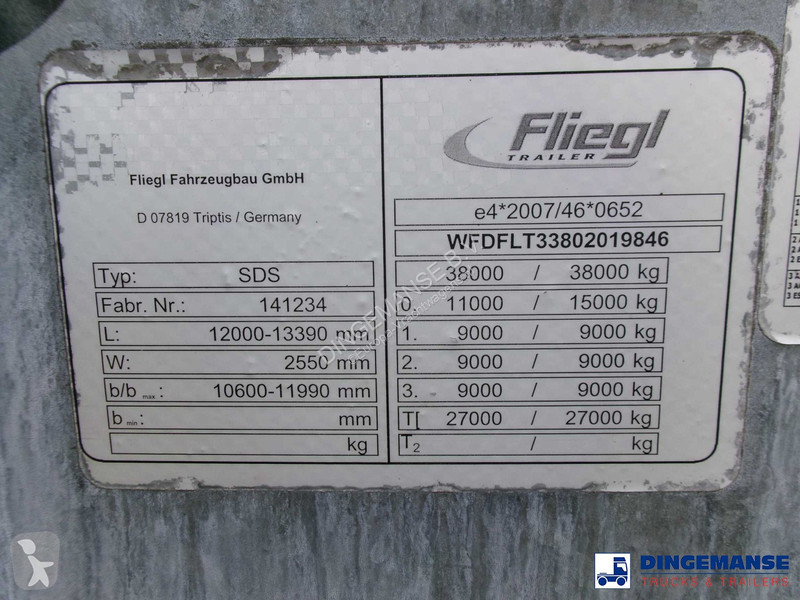 Fliegl Fahrzeugbau GmbH
D 07819 Triptis / Germany
Typ: SDS
Fabr. Nr.: 141234
L: 12000-13390 mm
W: 2550 mm
b/b max : 10600-11990 mm
b min : mm
kg
Fliegl
TRAILER
e4*2007/46*0652
WFDFLT33802019846
38000 / 38000 kg
0. 11000 / 15000 kg
1. 9000 / 9000 kg
2. 9000 / 9000 kg
3. 9000 / 9000 kg
T[ 27000 / 27000 kg
T2 / kg
DINGEMANSE
TRUCKS & TRAILERS